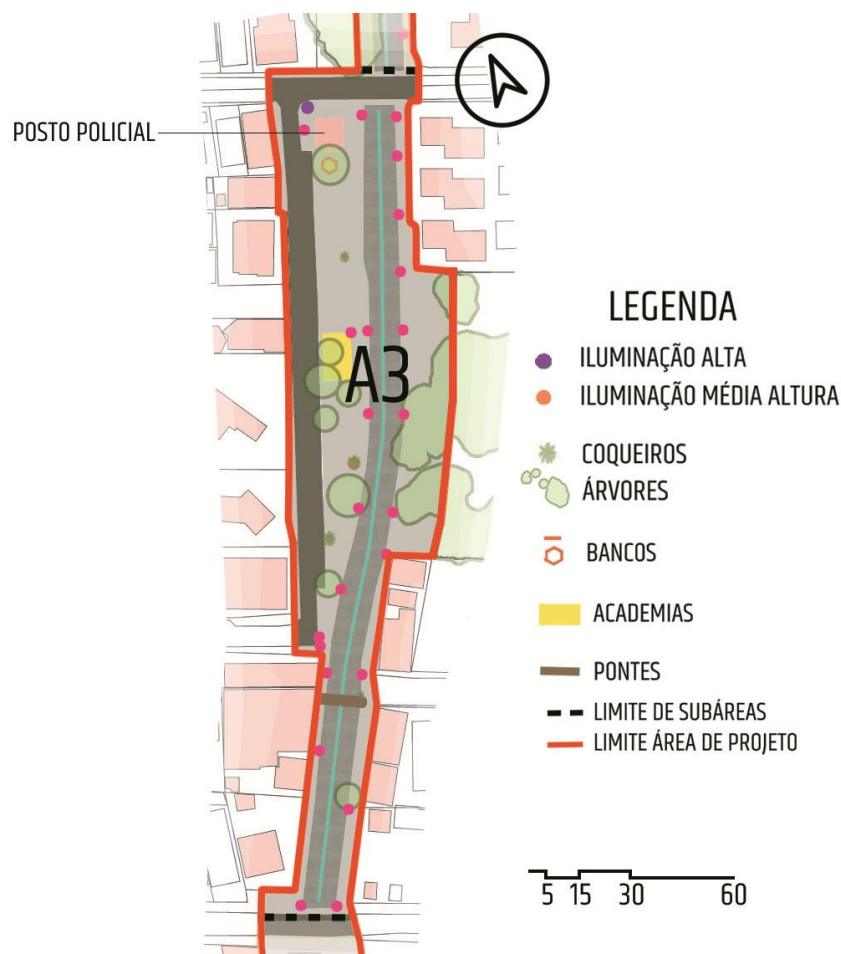 POSTO POLICIAL
A3
LEGENDA
ILUMINAÇÃO ALTA
ILUMINAÇÃO MÉDIA ALTURA
COQUEIROS
ÁRVORES
BANCOS
ACADEMIAS
PONTES
LIMITE DE SUBÁREAS
LIMITE ÁREA DE PROJETO
5 15 30 60